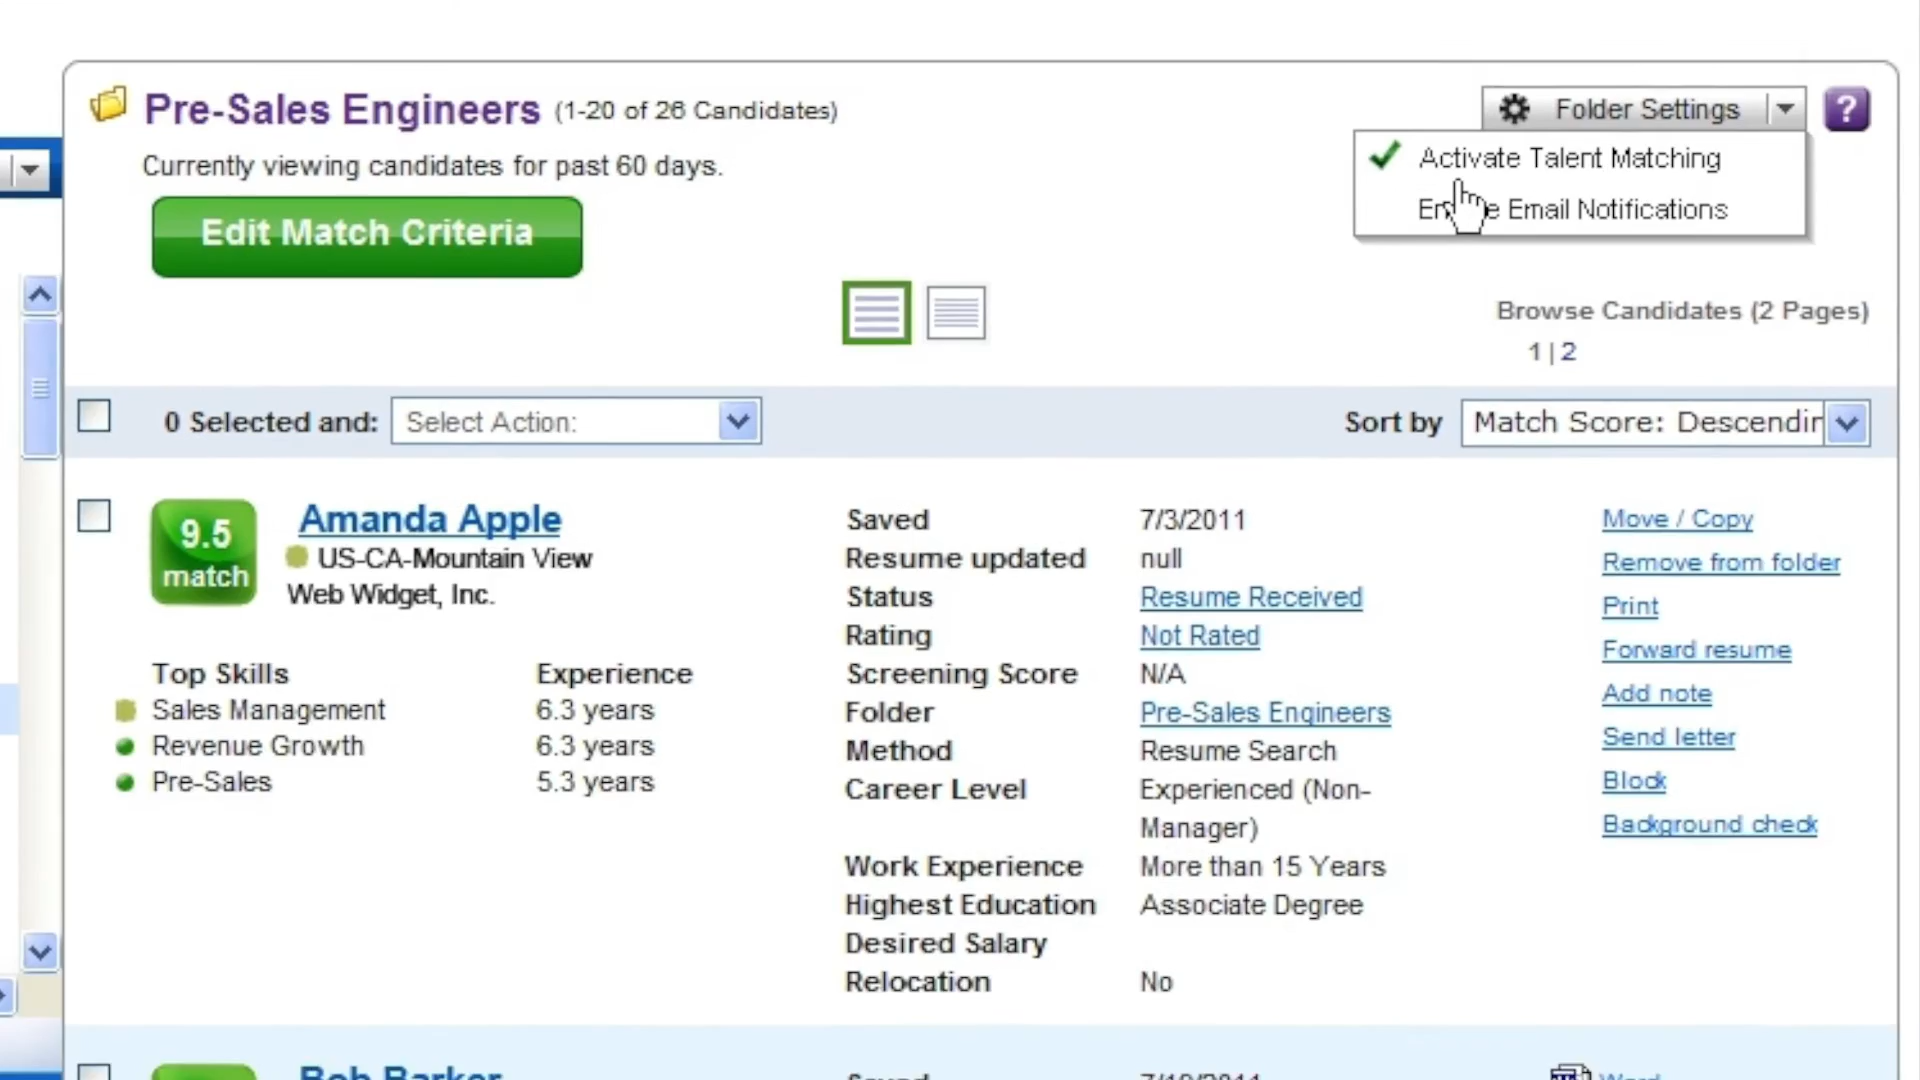 Pre-Sales Engineers (1-20 of 26 Candidates)
Folder Settings
?
Currently viewing candidates for past 60 days.
Activate Talent Matching
Email Notifications
Edit Match Criteria
Browse Candidates (2 Pages)
1 | 2
0 Selected and: Select Action:
Sort by Match Score: Descendin
9.5
match
Amanda Apple
US-CA-Mountain View
Web Widget, Inc.
Top Skills Experience
Sales Management 6.3 years
Revenue Growth 6.3 years
Pre-Sales 5.3 years
Saved 7/3/2011
Resume updated null
Status Resume Received
Rating Not Rated
Screening Score N/A
Folder Pre-Sales Engineers
Method Resume Search
Career Level Experienced (Non-
Manager)
Work Experience More than 15 Years
Highest Education Associate Degree
Desired Salary
Relocation No
Move / Copy
Remove from folder
Print
Forward resume
Add note
Send letter
Block
Background check
Bob Barker
Saved
Word